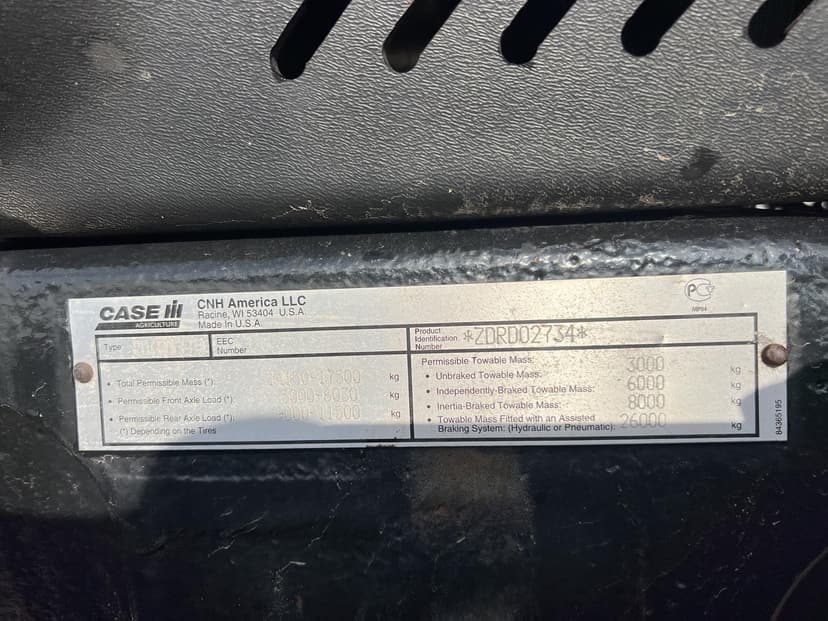 CASE III
AGRICULTURE
CNH America LLC
Racine, WI 53404 U.S.A.
Made in U.S.A.
PC
MP04
Type
EEC
Number
Product
Identification
Number
*ZDRD02734*
• Total Permissible Mass (*): kg
• Permissible Front Axle Load (*): kg
• Permissible Rear Axle Load (*): kg
(*) Depending on the Tires
Permissible Towable Mass:
• Unbraked Towable Mass: 3000 kg
• Independently-Braked Towable Mass: 6000 kg
• Inertia-Braked Towable Mass: 8000 kg
• Towable Mass Fitted with an Assisted
Braking System: (Hydraulic or Pneumatic): 26000 kg
84365195